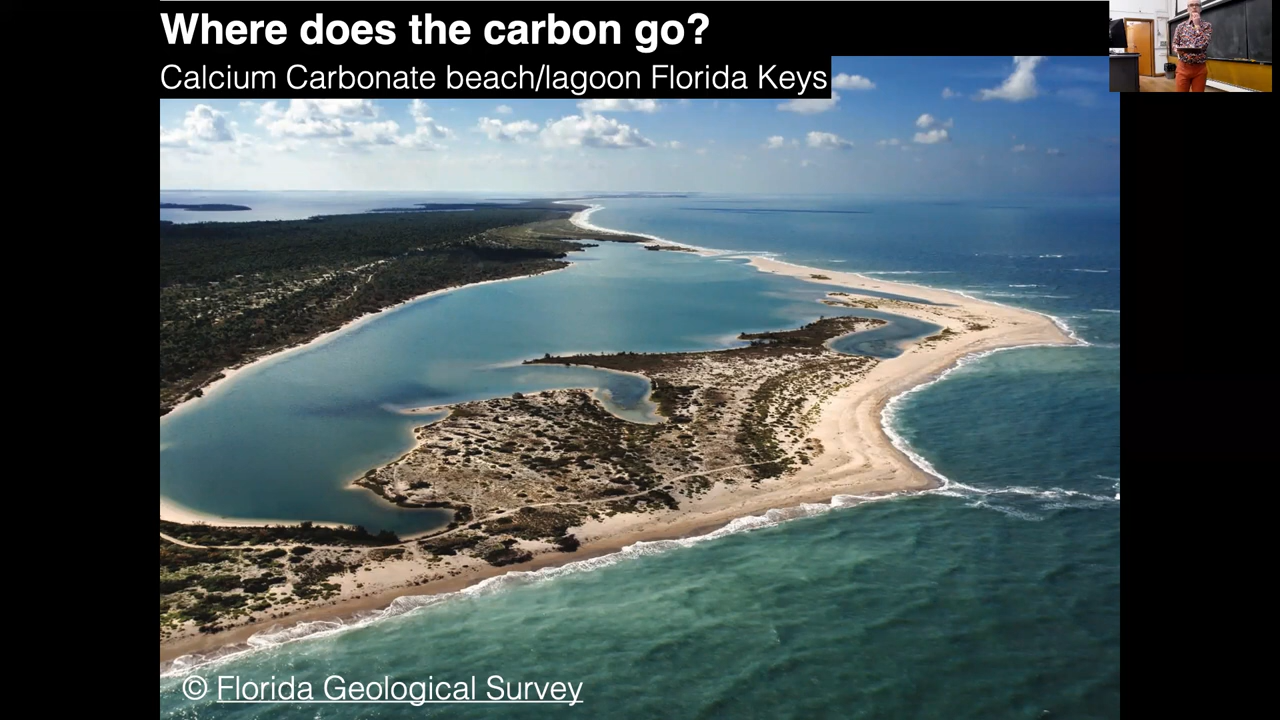 Where does the carbon go?
Calcium Carbonate beach/lagoon Florida Keys
© Florida Geological Survey